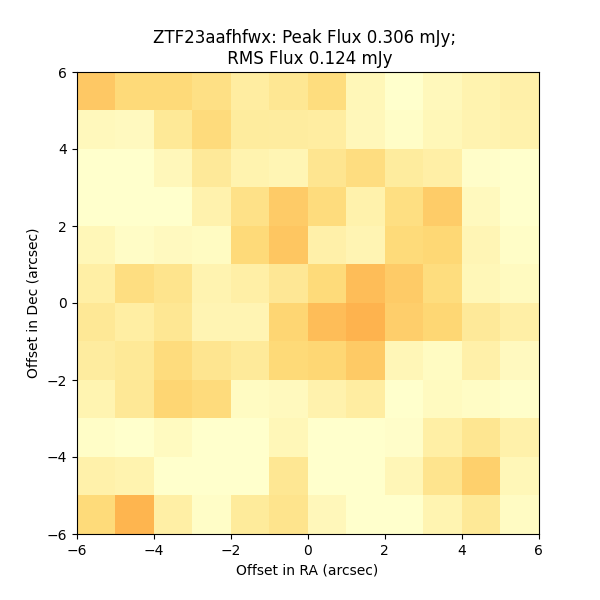 ZTF23aafhfwx: Peak Flux 0.306 mJy;
RMS Flux 0.124 mJy
6
4
2
0
−2
−4
−6
Offset in Dec (arcsec)
−6 −4 −2 0 2 4 6
Offset in RA (arcsec)